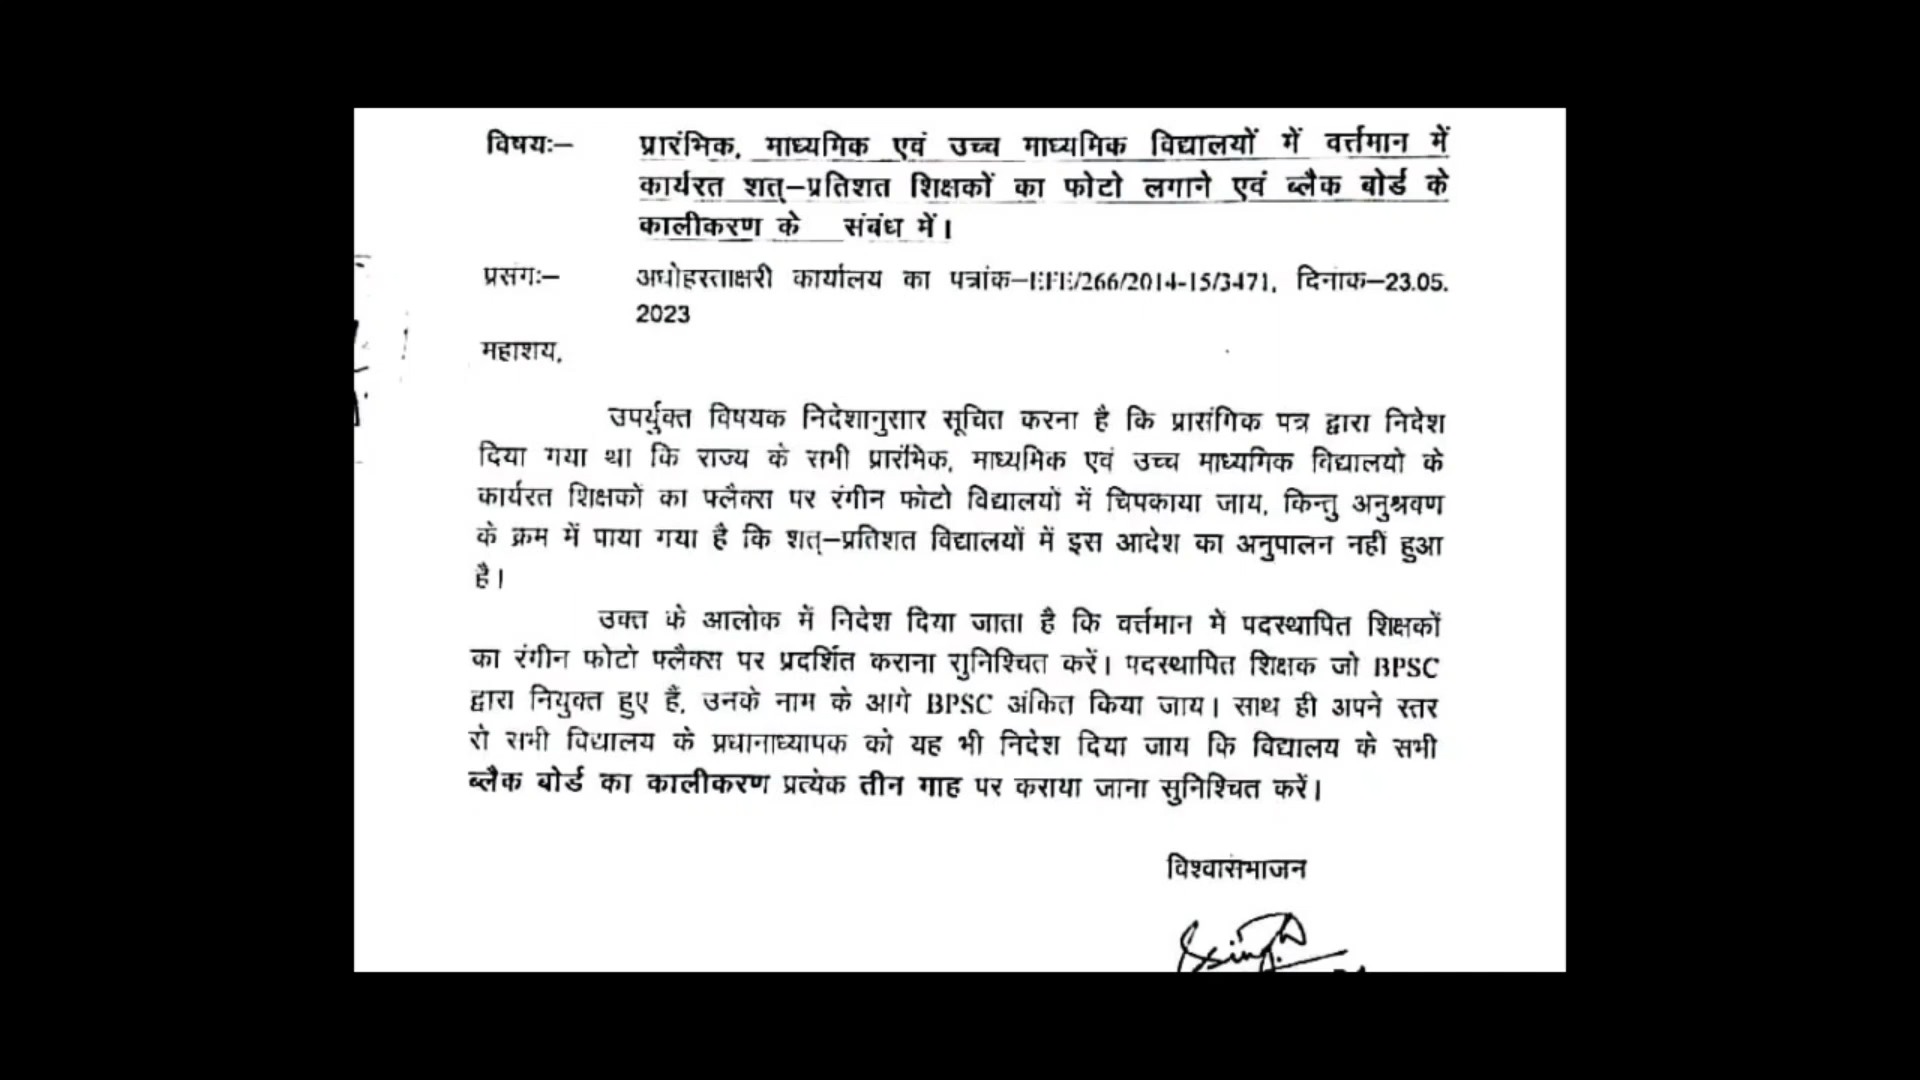 विषयः– प्रारंभिक, माध्यमिक एवं उच्च माध्यमिक विद्यालयों में वर्त्तमान में
कार्यरत शत्–प्रतिशत शिक्षकों का फोटो लगाने एवं ब्लैक बोर्ड के
कालीकरण के संबंध में।
प्रसंगः– अधोहस्ताक्षरी कार्यालय का पत्रांक–EFE/266/2014-15/3471, दिनांक–23.05.
2023
महाशय,
उपर्युक्त विषयक निदेशानुसार सूचित करना है कि प्रासंगिक पत्र द्वारा निदेश
दिया गया था कि राज्य के सभी प्रारंभिक, माध्यमिक एवं उच्च माध्यमिक विद्यालयो के
कार्यरत शिक्षकों का फ्लैक्स पर रंगीन फोटो विद्यालयों में चिपकाया जाय, किन्तु अनुश्रवण
के क्रम में पाया गया है कि शत्–प्रतिशत विद्यालयों में इस आदेश का अनुपालन नहीं हुआ
है।
उक्त के आलोक में निदेश दिया जाता है कि वर्त्तमान में पदस्थापित शिक्षकों
का रंगीन फोटो फ्लैक्स पर प्रदर्शित कराना सुनिश्चित करें। पदस्थापित शिक्षक जो BPSC
द्वारा नियुक्त हुए हैं, उनके नाम के आगे BPSC अंकित किया जाय। साथ ही अपने स्तर
से सभी विद्यालय के प्रधानाध्यापक को यह भी निदेश दिया जाय कि विद्यालय के सभी
ब्लैक बोर्ड का कालीकरण प्रत्येक तीन माह पर कराया जाना सुनिश्चित करें।
विश्वासभाजन